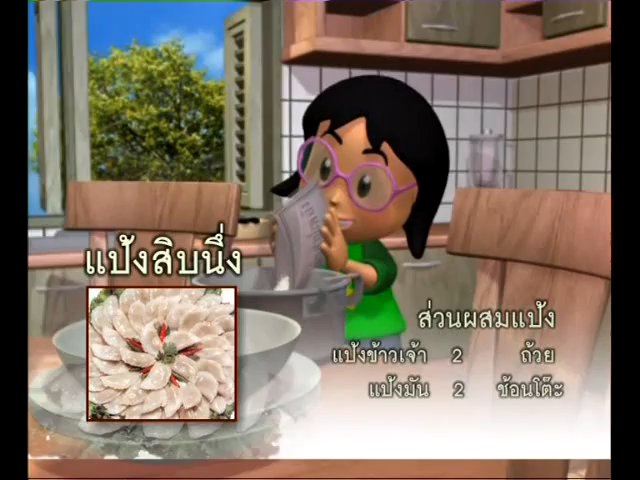 แป้งสิบนึ่ง
ส่วนผสมแป้ง
แป้งข้าวเจ้า 2 ถ้วย
แป้งมัน 2 ช้อนโต๊ะ